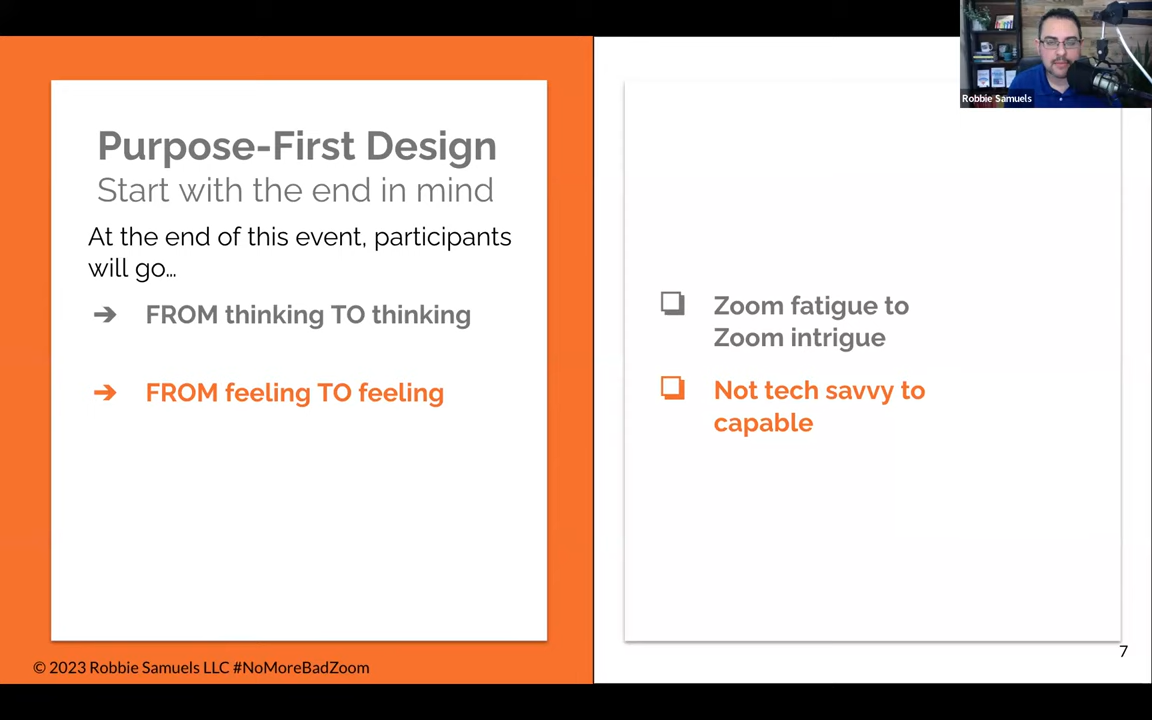 Purpose-First Design
Start with the end in mind
At the end of this event, participants
will go…
➔ FROM thinking TO thinking
➔ FROM feeling TO feeling
© 2023 Robbie Samuels LLC #NoMoreBadZoom
❏ Zoom fatigue to
Zoom intrigue
❏ Not tech savvy to
capable
7
Robbie Samuels